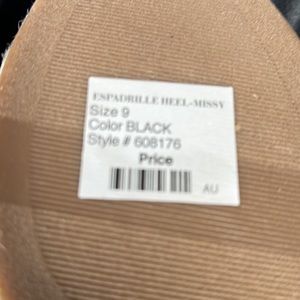 ESPADRILLE HEEL-MISSY
Size 9
Color BLACK
Style # 608176
Price
AU